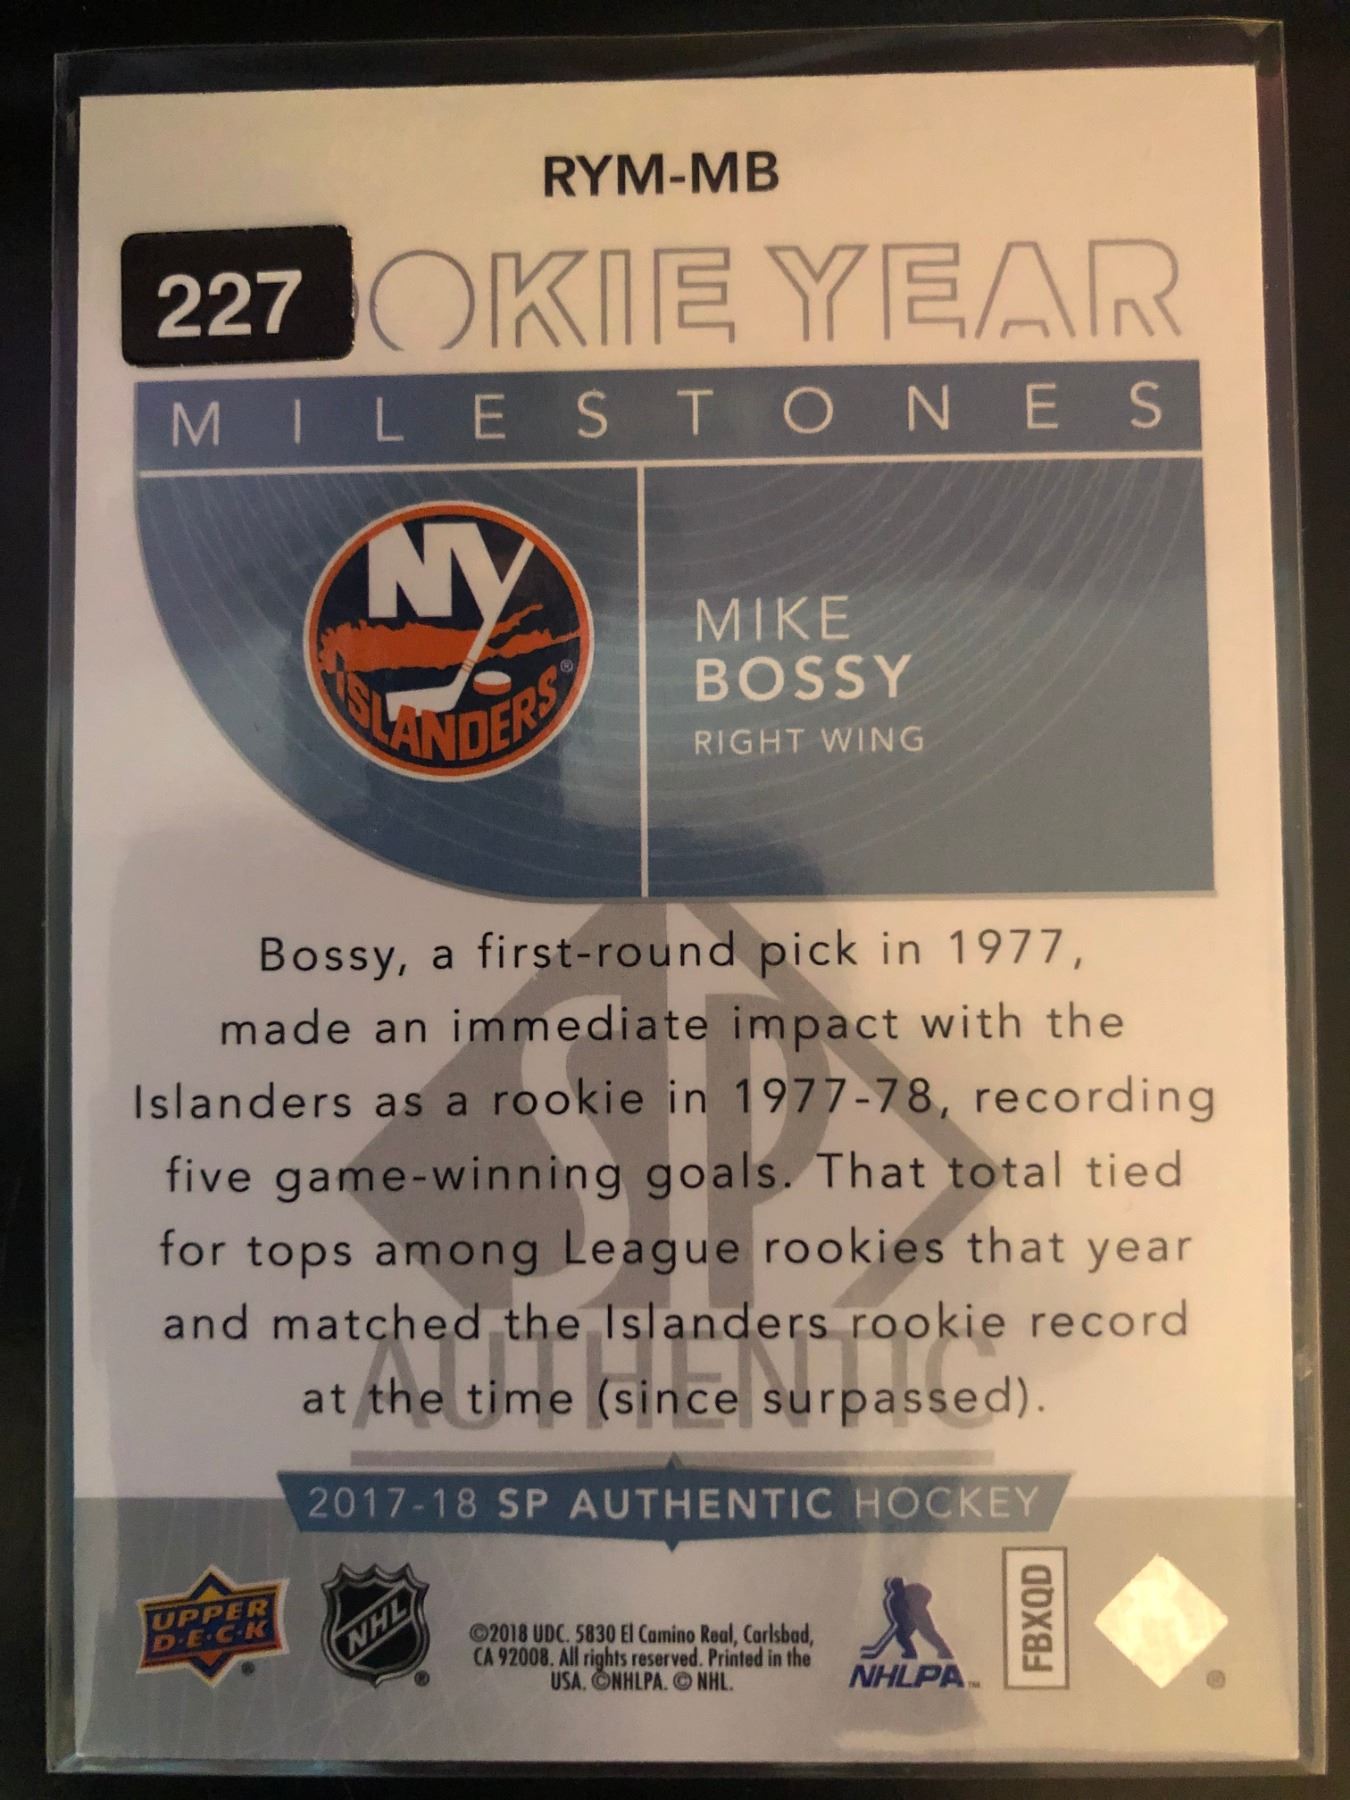 RYM-MB
227
OKIE YEAR
MILESTONES
NY
ISLANDERS
®
MIKE
BOSSY
RIGHT WING
Bossy, a first-round pick in 1977,
made an immediate impact with the
Islanders as a rookie in 1977-78, recording
five game-winning goals. That total tied
for tops among League rookies that year
and matched the Islanders rookie record
at the time (since surpassed).
SP
AUTHENTIC
2017-18 SP AUTHENTIC HOCKEY
UPPER
D·E·C·K
®
NHL
®
©2018 UDC. 5830 El Camino Real, Carlsbad,
CA 92008. All rights reserved. Printed in the
USA. ©NHLPA. © NHL.
NHLPA™
FBXQD
®